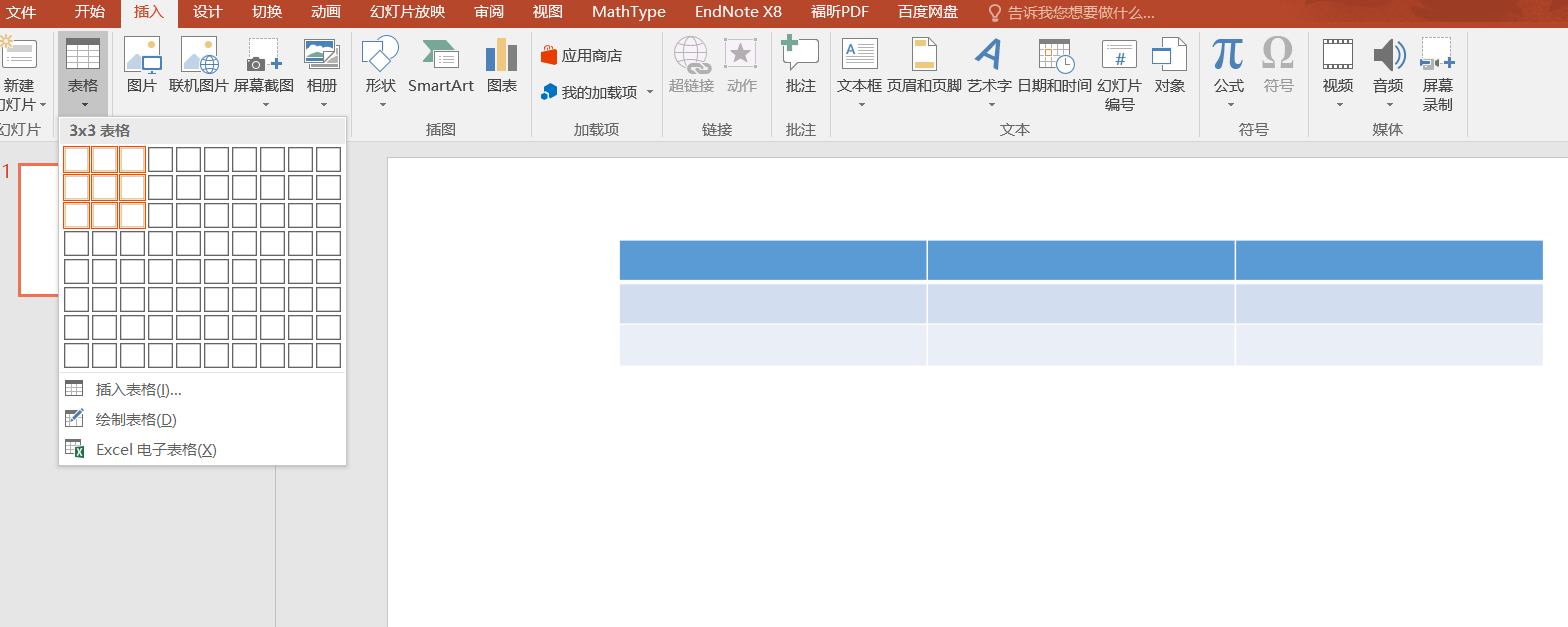 文件 开始 插入 设计 切换 动画 幻灯片放映 审阅 视图 MathType EndNote X8 福昕PDF 百度网盘 告诉我您想要做什么...
新建 表格 图片 联机图片 屏幕截图 相册 形状 SmartArt 图表 应用商店 超链接 动作 批注 文本框 页眉和页脚 艺术字 日期和时间 幻灯片 对象 公式 符号 视频 音频 屏幕
幻灯片 我的加载项 # 编号 录制
幻灯片 插图 加载项 链接 批注 文本 符号 媒体
3x3 表格
1
插入表格(I)...
绘制表格(D)
Excel 电子表格(X)